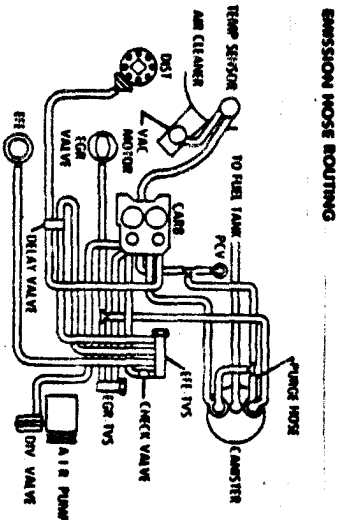 EMISSION HOSE ROUTING
TEMP SENSOR
AIR CLEANER
VAC
MOTOR
DIST
EGR
VALVE
EFE
TO FUEL TANK
CARB
PCV
DELAY VALVE
PURGE HOSE
CANISTER
EFE TVS
CHECK VALVE
EGR TVS
AIR PUMP
DIV VALVE